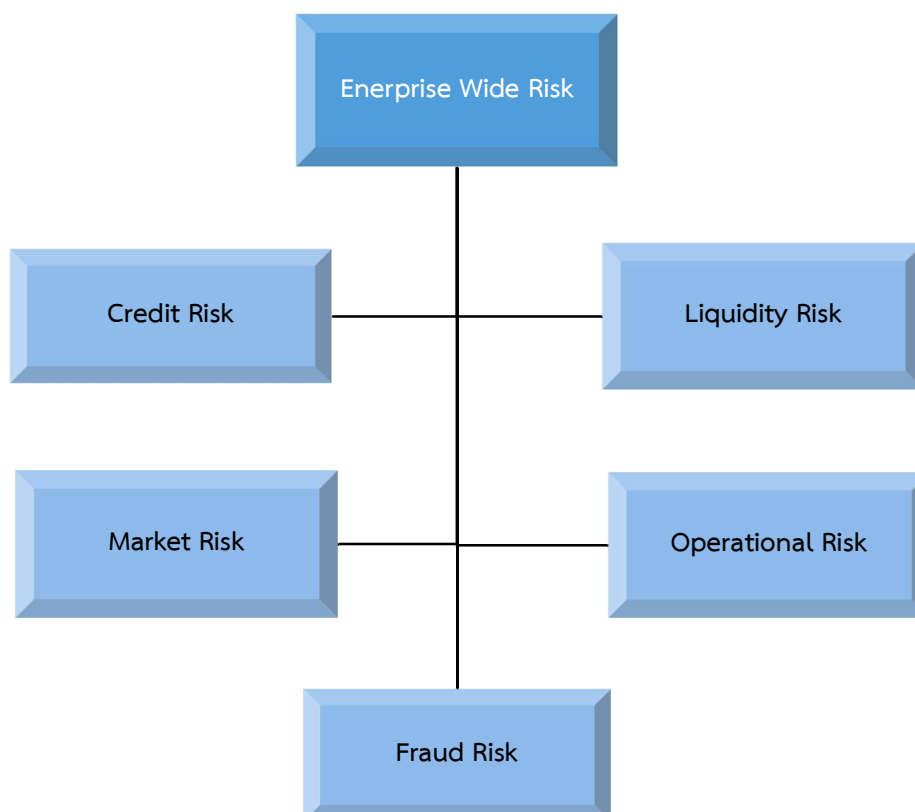 Enerprise Wide Risk
Credit Risk
Liquidity Risk
Market Risk
Operational Risk
Fraud Risk